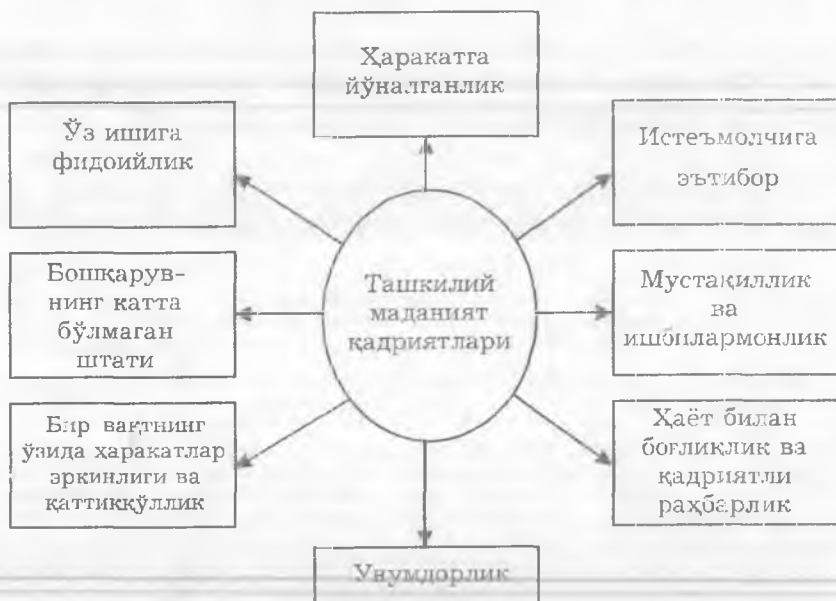 Ҳаракатга
йўналганлик
Ўз ишига
фидоийлик
Истеъмолчига
эътибор
Бошқарув-
нинг катта
бўлмаган
штати
Ташкилий
маданият
қадриятлари
Мустақиллик
ва
ишбилармонлик
Бир вақтнинг
ўзида ҳаракатлар
эркинлиги ва
қаттиққўллик
Ҳаёт билан
боғлиқлик ва
қадриятли
раҳбарлик
Унумдорлик